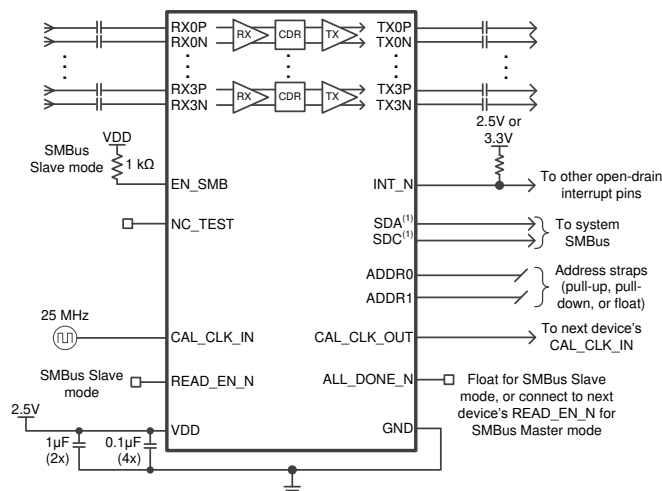 RX0P
RX0N
RX
CDR
TX
TX0P
TX0N
RX3P
RX3N
RX
CDR
TX
TX3P
TX3N
SMBus
Slave mode
VDD
1 kΩ
EN_SMB
2.5V or
3.3V
INT_N
To other open-drain
interrupt pins
NC_TEST
SDA(1)
SDC(1)
To system
SMBus
ADDR0
ADDR1
Address straps
(pull-up, pull-
down, or float)
25 MHz
CAL_CLK_IN
CAL_CLK_OUT
To next device's
CAL_CLK_IN
SMBus Slave
mode
READ_EN_N
ALL_DONE_N
Float for SMBus Slave
mode, or connect to next
device's READ_EN_N for
SMBus Master mode
2.5V
VDD
1µF
(2x)
0.1µF
(4x)
GND